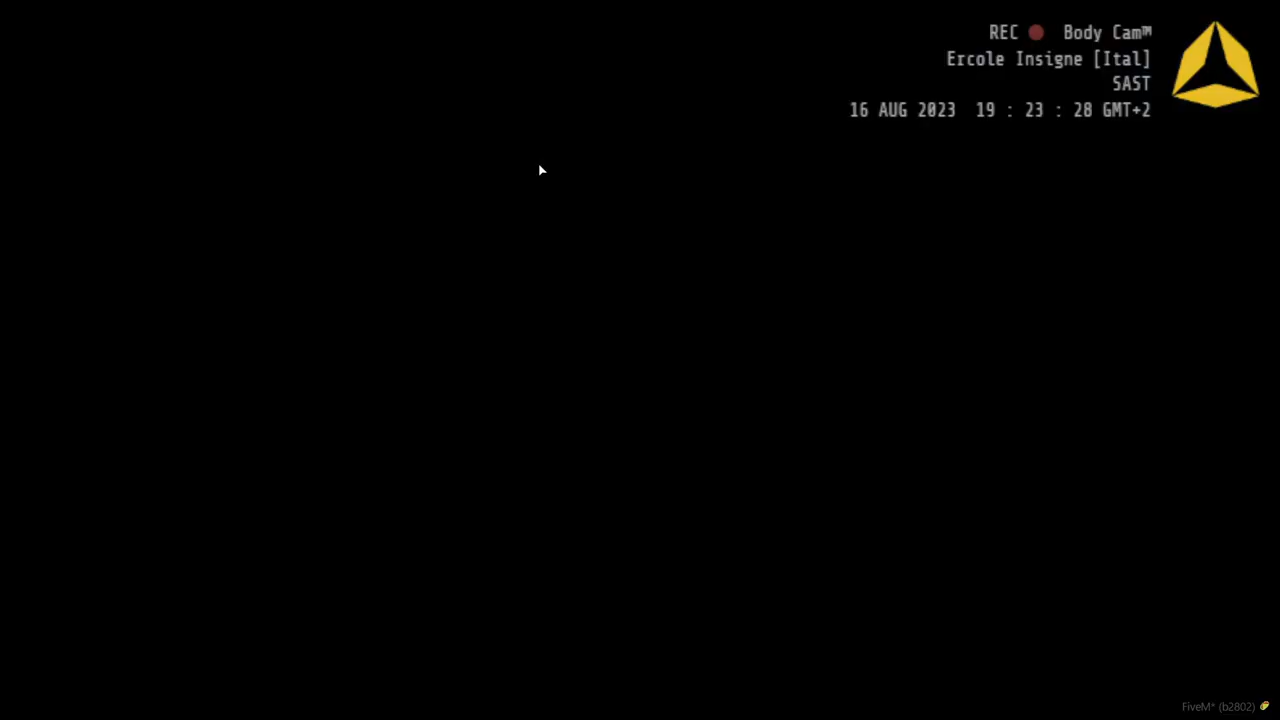 REC Body Cam™
Ercole Insigne [Ital]
SAST
16 AUG 2023 19 : 23 : 28 GMT+2
FiveM* (b2802)